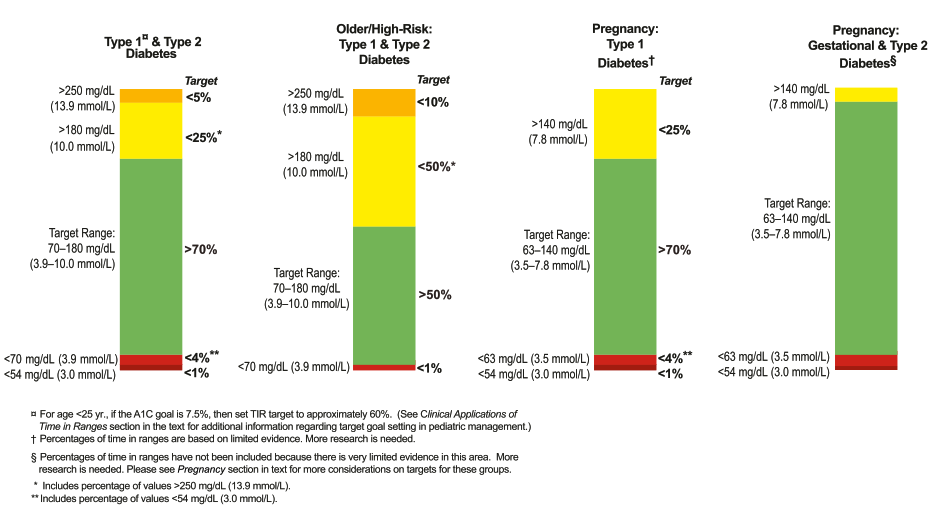 Type 1¤ & Type 2
Diabetes
Target
>250 mg/dL
(13.9 mmol/L)
<5%
>180 mg/dL
(10.0 mmol/L)
<25%*
Target Range:
70–180 mg/dL
(3.9–10.0 mmol/L)
>70%
<70 mg/dL (3.9 mmol/L)
<4%**
<54 mg/dL (3.0 mmol/L)
<1%
Older/High-Risk:
Type 1 & Type 2
Diabetes
>250 mg/dL
(13.9 mmol/L)
<10%
>180 mg/dL
(10.0 mmol/L)
<50%*
Target Range:
70–180 mg/dL
(3.9–10.0 mmol/L)
>50%
<70 mg/dL (3.9 mmol/L)
<1%
Pregnancy:
Type 1
Diabetes†
Target
>140 mg/dL
(7.8 mmol/L)
<25%
Target Range:
63–140 mg/dL
(3.5–7.8 mmol/L)
>70%
<63 mg/dL (3.5 mmol/L)
<4%**
<54 mg/dL (3.0 mmol/L)
<1%
Pregnancy:
Gestational & Type 2
Diabetes§
>140 mg/dL
(7.8 mmol/L)
Target Range:
63–140 mg/dL
(3.5–7.8 mmol/L)
<63 mg/dL (3.5 mmol/L)
<54 mg/dL (3.0 mmol/L)
¤ For age <25 yr., if the A1C goal is 7.5%, then set TIR target to approximately 60%. (See Clinical Applications of
Time in Ranges section in the text for additional information regarding target goal setting in pediatric management.)
† Percentages of time in ranges are based on limited evidence. More research is needed.
§ Percentages of time in ranges have not been included because there is very limited evidence in this area. More
research is needed. Please see Pregnancy section in text for more considerations on targets for these groups.
* Includes percentage of values >250 mg/dL (13.9 mmol/L).
** Includes percentage of values <54 mg/dL (3.0 mmol/L).